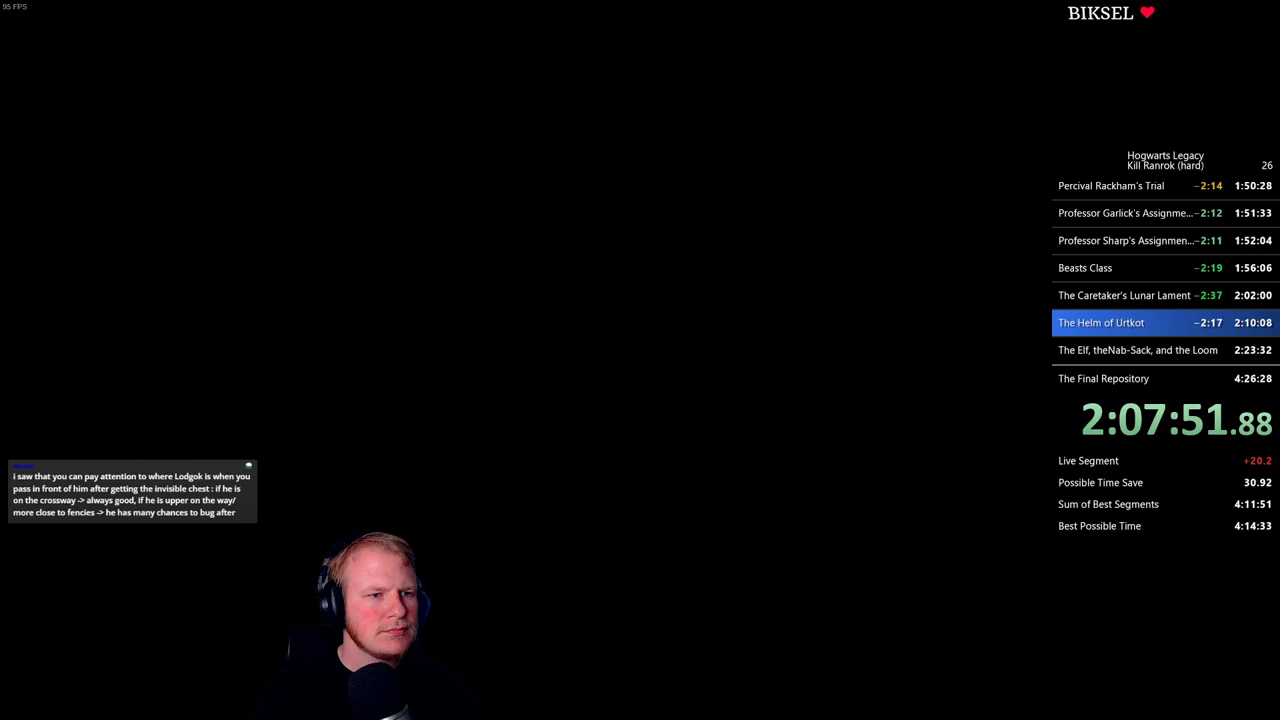 95 FPS
BIKSEL ❤
Hogwarts Legacy
Kill Ranrok (hard) 26
Percival Rackham's Trial −2:14 1:50:28
Professor Garlick's Assignme... −2:12 1:51:33
Professor Sharp's Assignmen... −2:11 1:52:04
Beasts Class −2:19 1:56:06
The Caretaker's Lunar Lament −2:37 2:02:00
The Helm of Urtkot −2:17 2:10:08
The Elf, theNab-Sack, and the Loom 2:23:32
The Final Repository 4:26:28
2:07:51.88
Live Segment +20.2
Possible Time Save 30.92
Sum of Best Segments 4:11:51
Best Possible Time 4:14:33
I saw that you can pay attention to where Lodgok is when you
pass in front of him after getting the invisible chest : if he is
on the crossway -> always good, if he is upper on the way/
more close to fencies -> he has many chances to bug after